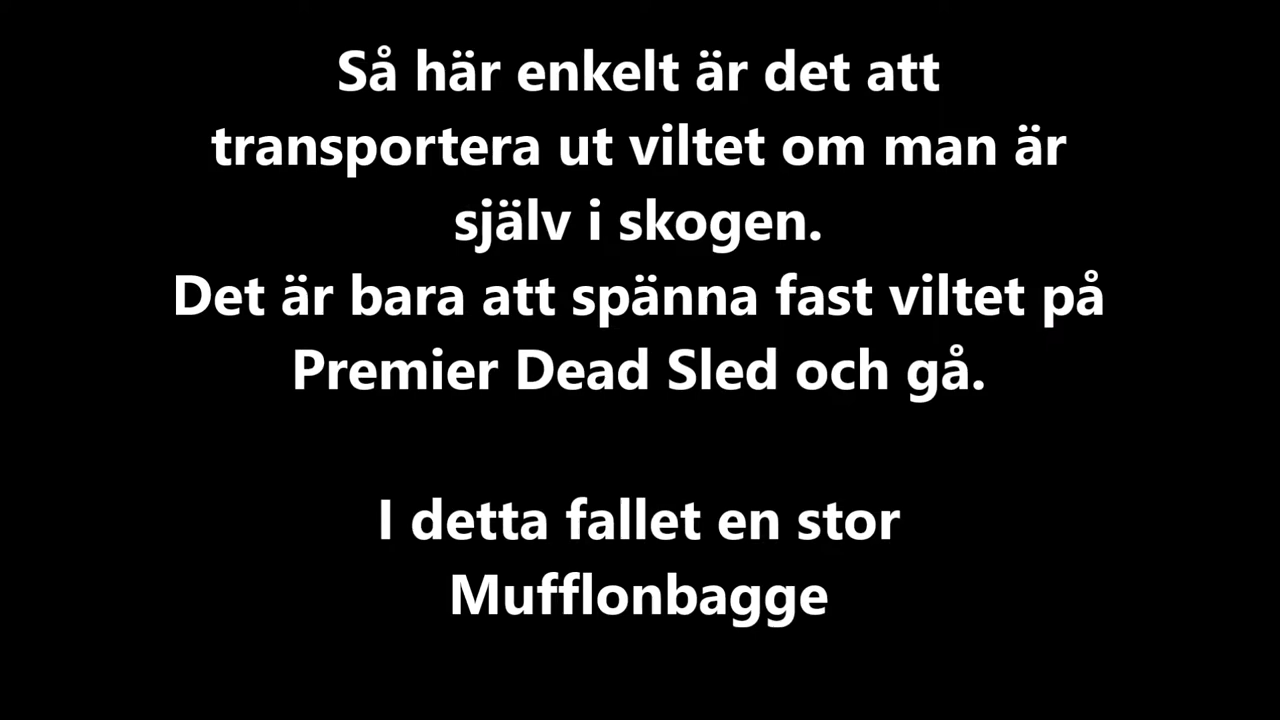 Så här enkelt är det att
transportera ut viltet om man är
själv i skogen.
Det är bara att spänna fast viltet på
Premier Dead Sled och gå.
I detta fallet en stor
Mufflonbagge